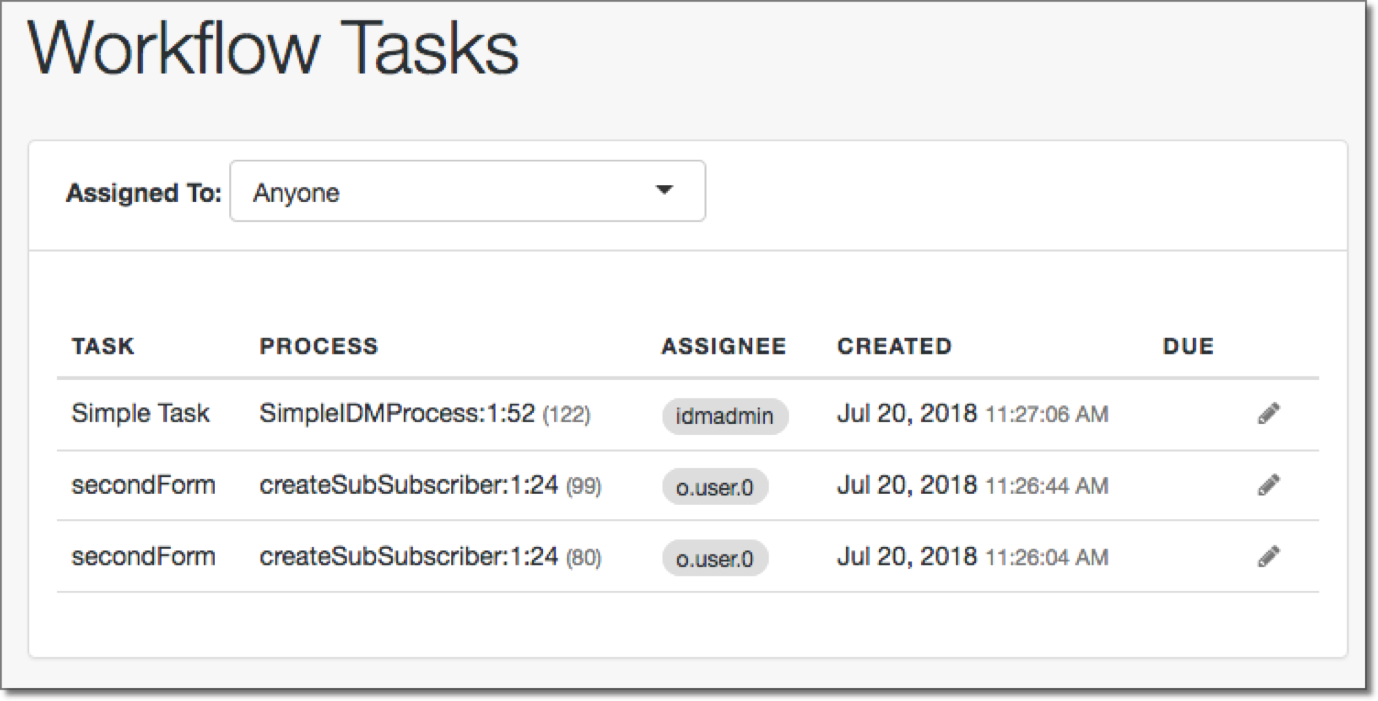 Workflow Tasks
Assigned To: Anyone
TASK PROCESS ASSIGNEE CREATED DUE
Simple Task SimpleIDMProcess:1:52 (122) idmadmin Jul 20, 2018 11:27:06 AM
secondForm createSubSubscriber:1:24 (99) o.user.0 Jul 20, 2018 11:26:44 AM
secondForm createSubSubscriber:1:24 (80) o.user.0 Jul 20, 2018 11:26:04 AM